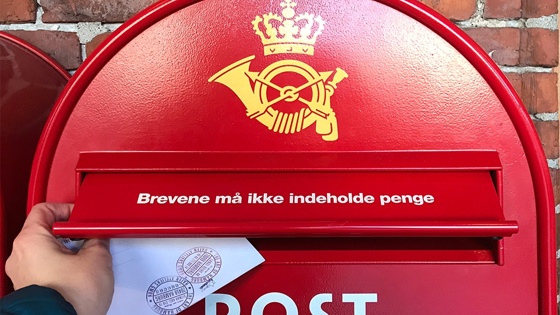 Brevene må ikke indeholde penge
POST